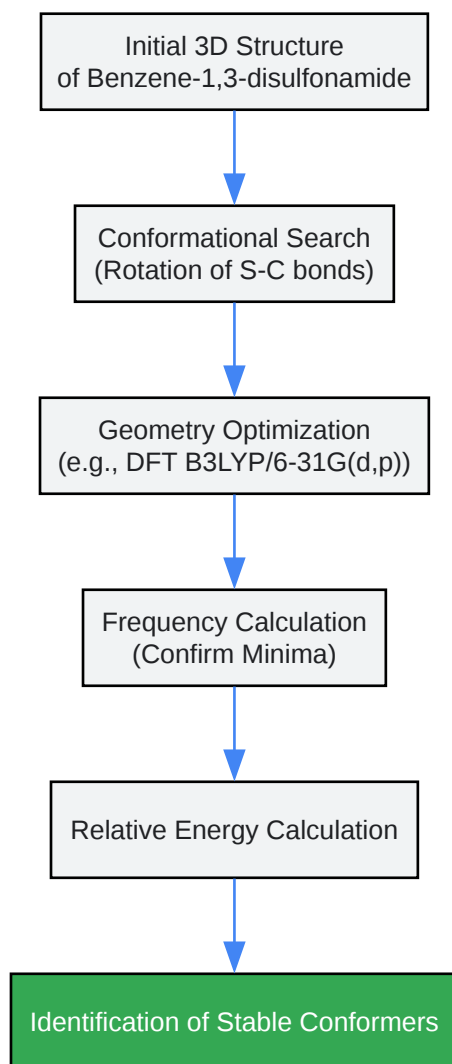 Initial 3D Structure
of Benzene-1,3-disulfonamide
Conformational Search
(Rotation of S-C bonds)
Geometry Optimization
(e.g., DFT B3LYP/6-31G(d,p))
Frequency Calculation
(Confirm Minima)
Relative Energy Calculation
Identification of Stable Conformers